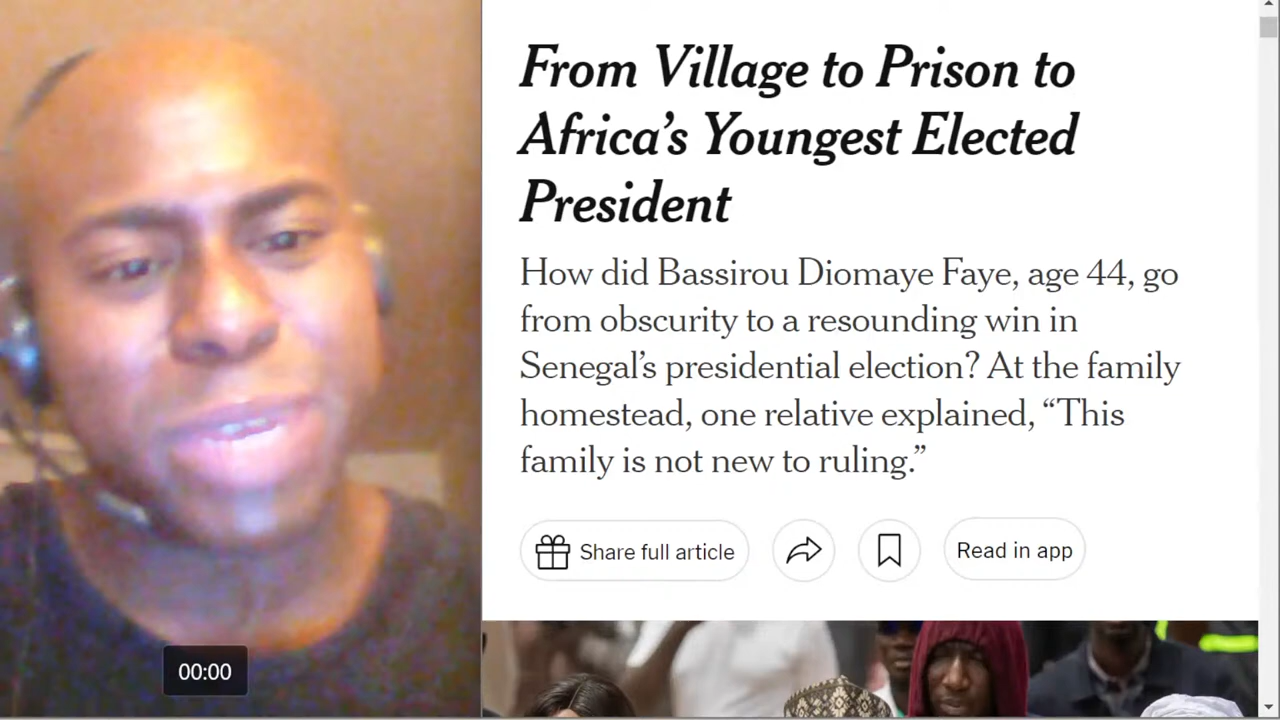 From Village to Prison to
Africa’s Youngest Elected
President
How did Bassirou Diomaye Faye, age 44, go
from obscurity to a resounding win in
Senegal’s presidential election? At the family
homestead, one relative explained, “This
family is not new to ruling.”
Share full article
Read in app
00:00